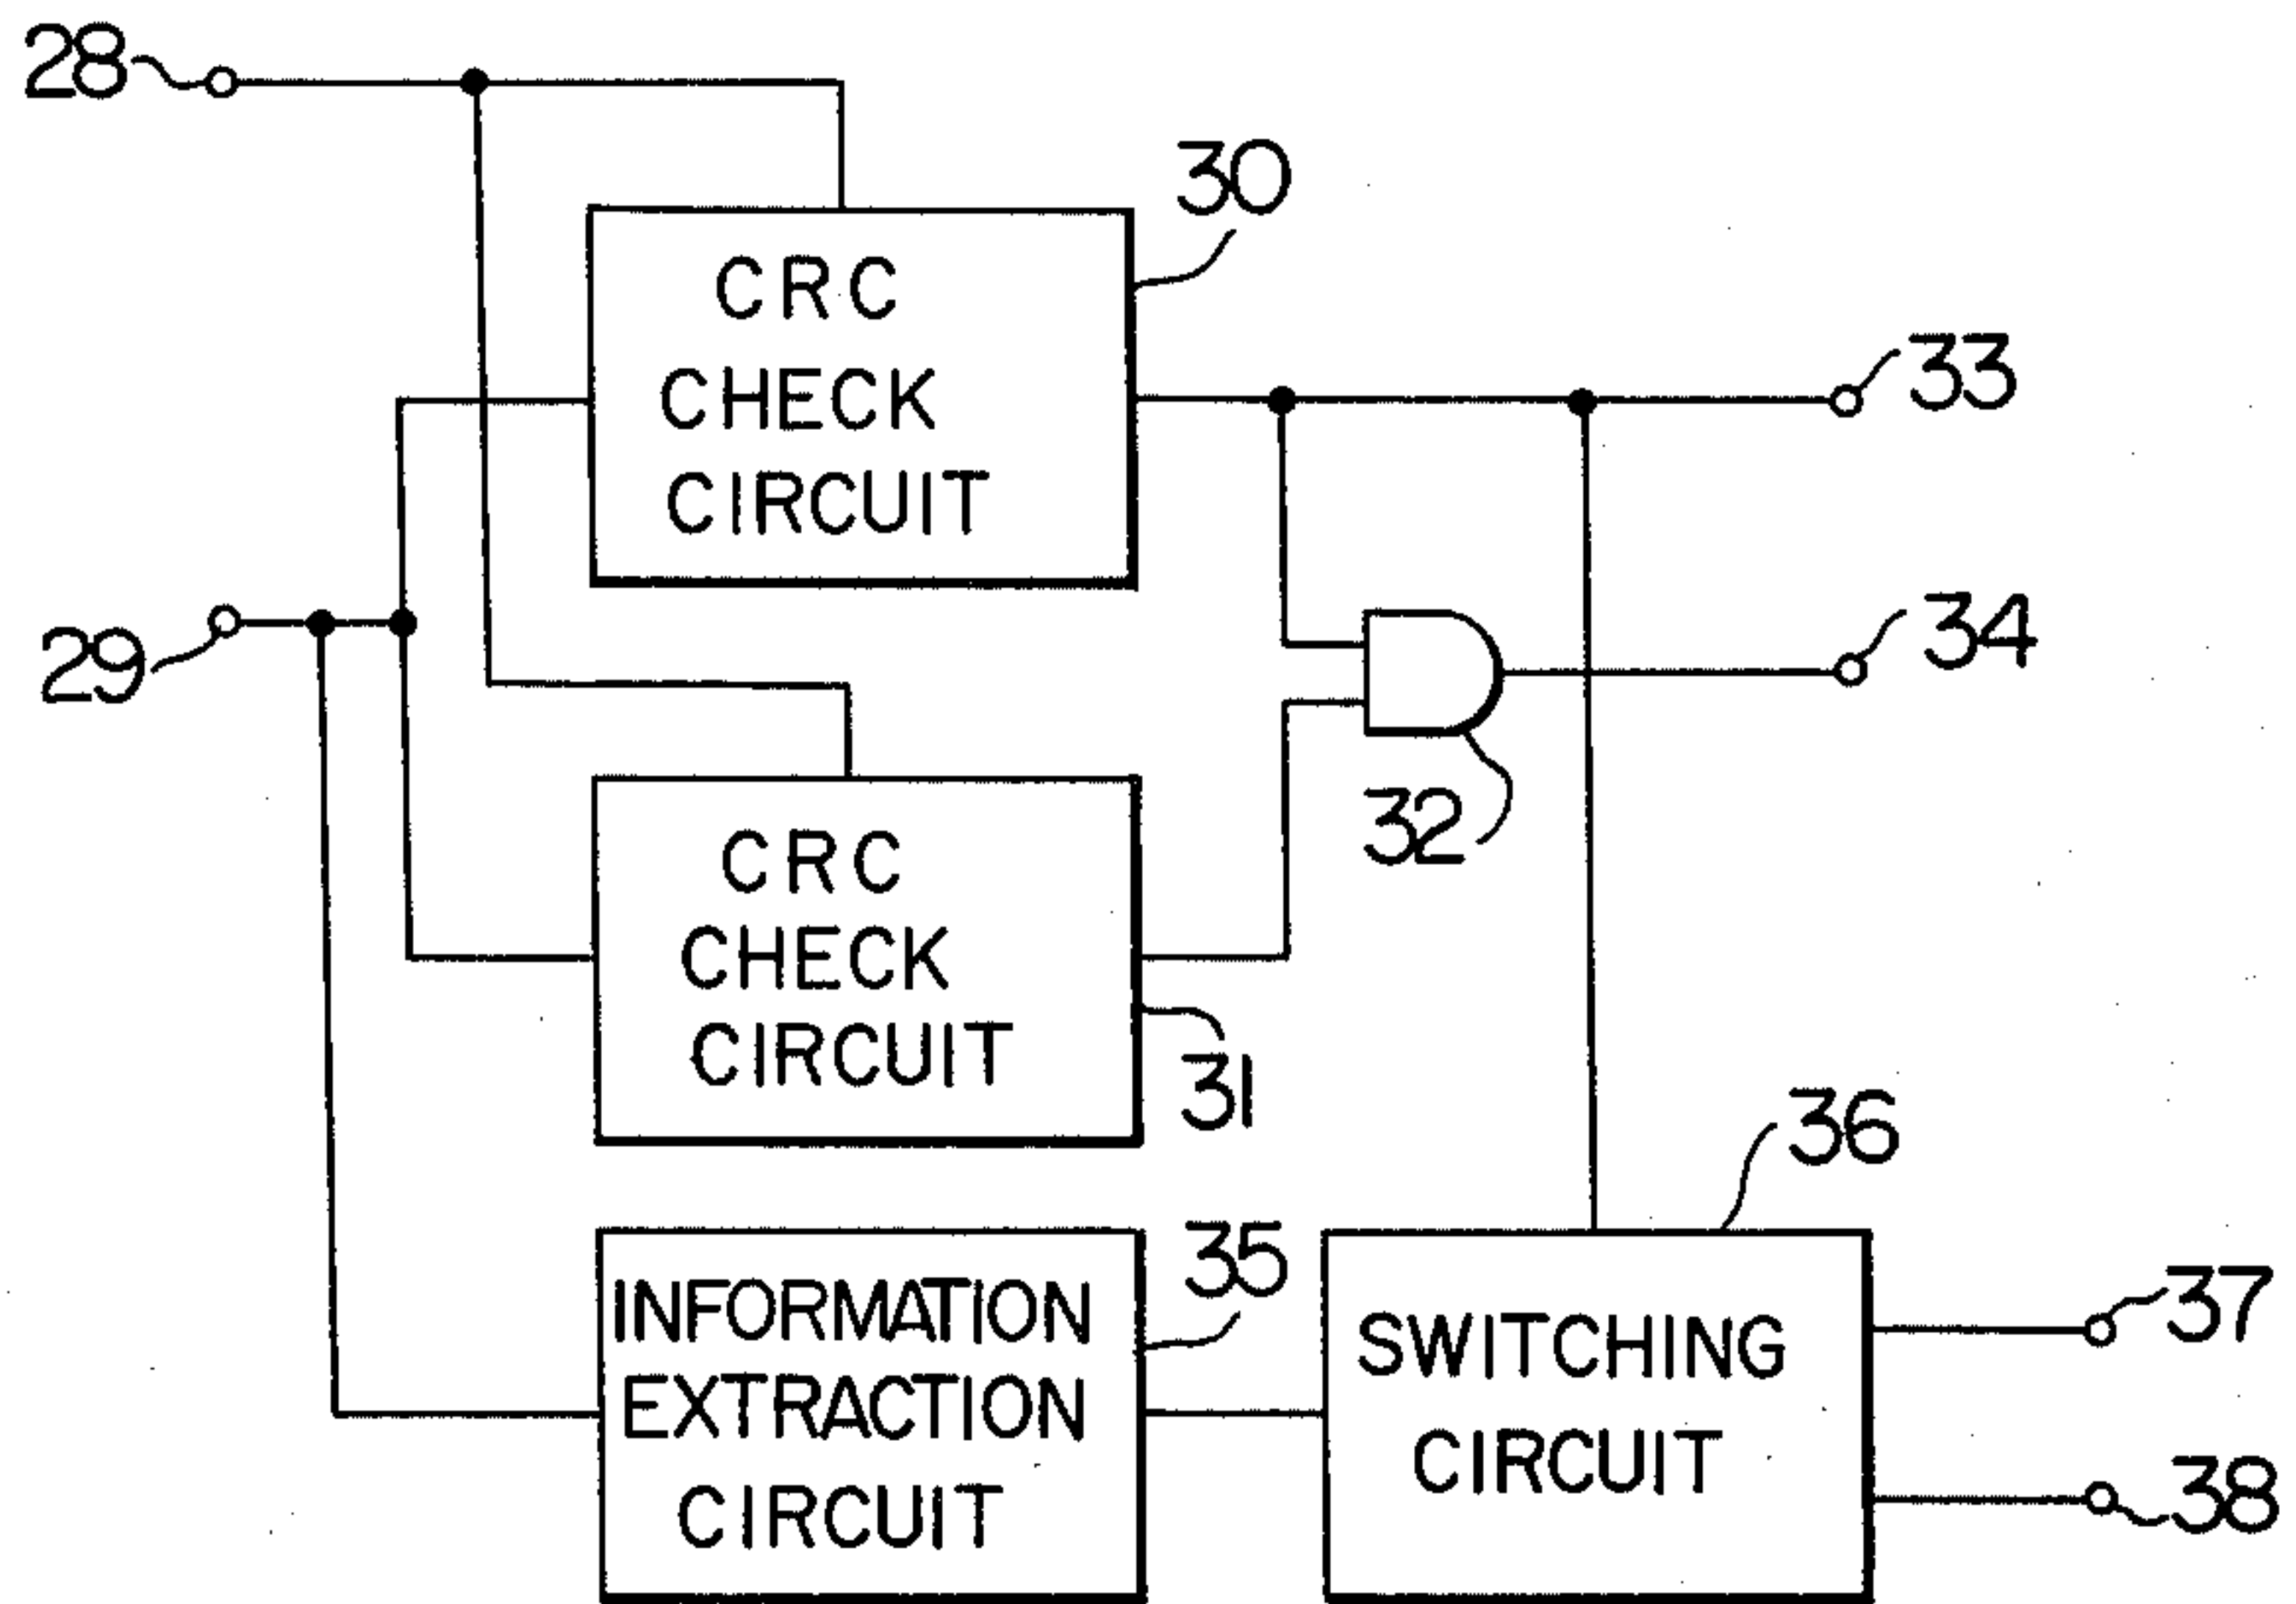 28
30
CRC
CHECK
CIRCUIT
33
29
34
32
CRC
CHECK
CIRCUIT
31
36
35
INFORMATION
EXTRACTION
CIRCUIT
SWITCHING
CIRCUIT
37
38